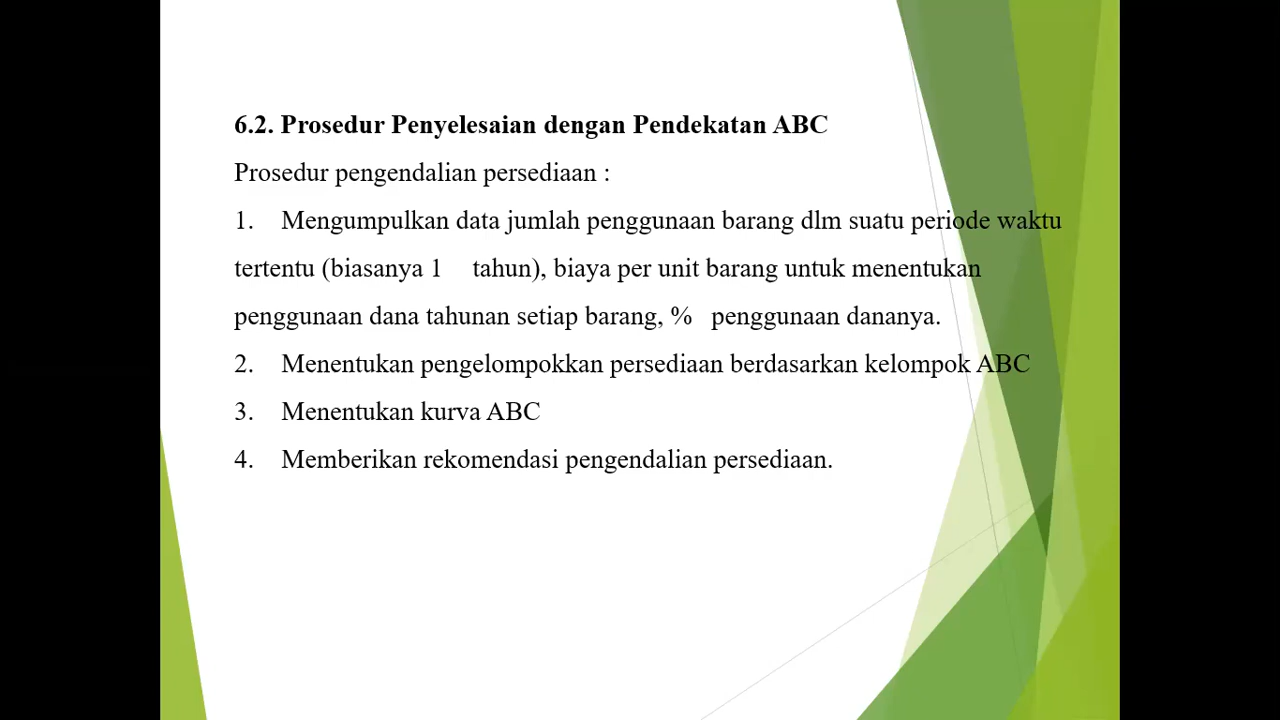 6.2. Prosedur Penyelesaian dengan Pendekatan ABC
Prosedur pengendalian persediaan :
1. Mengumpulkan data jumlah penggunaan barang dlm suatu periode waktu
tertentu (biasanya 1 tahun), biaya per unit barang untuk menentukan
penggunaan dana tahunan setiap barang, % penggunaan dananya.
2. Menentukan pengelompokkan persediaan berdasarkan kelompok ABC
3. Menentukan kurva ABC
4. Memberikan rekomendasi pengendalian persediaan.